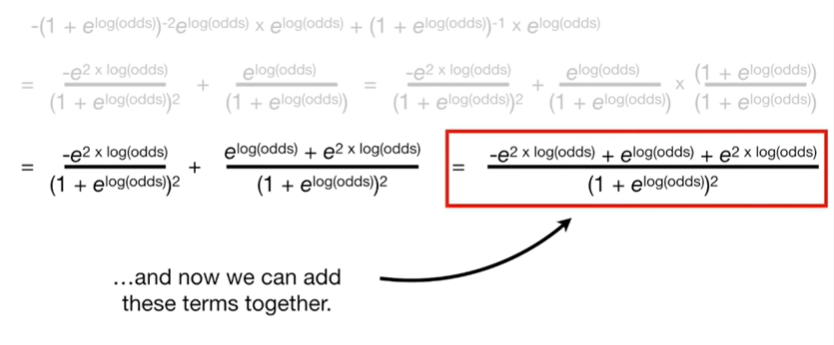 -(1 + e^log(odds))^-2 e^log(odds) x e^log(odds) + (1 + e^log(odds))^-1 x e^log(odds)
= -e^2 x log(odds) / (1 + e^log(odds))^2 + e^log(odds) / (1 + e^log(odds)) = -e^2 x log(odds) / (1 + e^log(odds))^2 + e^log(odds) / (1 + e^log(odds)) x (1 + e^log(odds)) / (1 + e^log(odds))
= -e^2 x log(odds) / (1 + e^log(odds))^2 + e^log(odds) + e^2 x log(odds) / (1 + e^log(odds))^2 = -e^2 x log(odds) + e^log(odds) + e^2 x log(odds) / (1 + e^log(odds))^2
…and now we can add
these terms together.